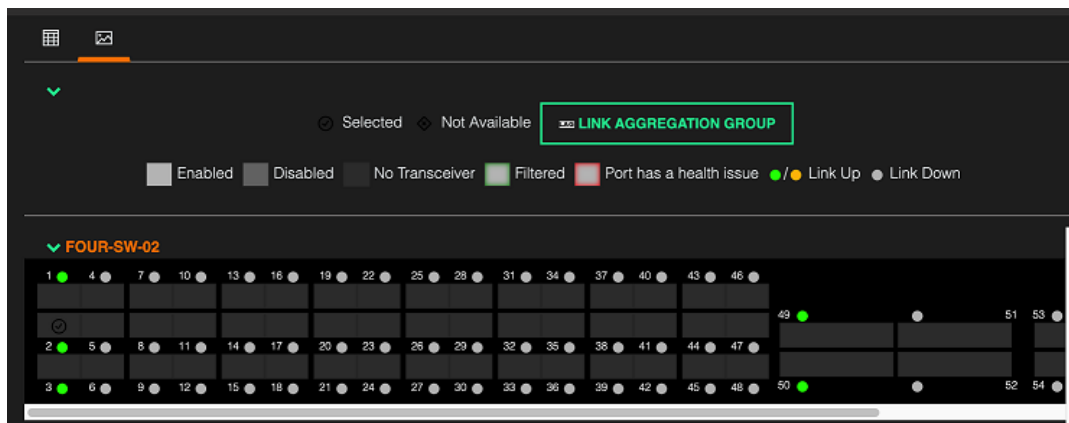 Selected Not Available LINK AGGREGATION GROUP
Enabled Disabled No Transceiver Filtered Port has a health issue / Link Up Link Down
FOUR-SW-02
1 4 7 10 13 16 19 22 25 28 31 34 37 40 43 46
49 51 53
2 5 8 11 14 17 20 23 26 29 32 35 38 41 44 47
3 6 9 12 15 18 21 24 27 30 33 36 39 42 45 48 50 52 54